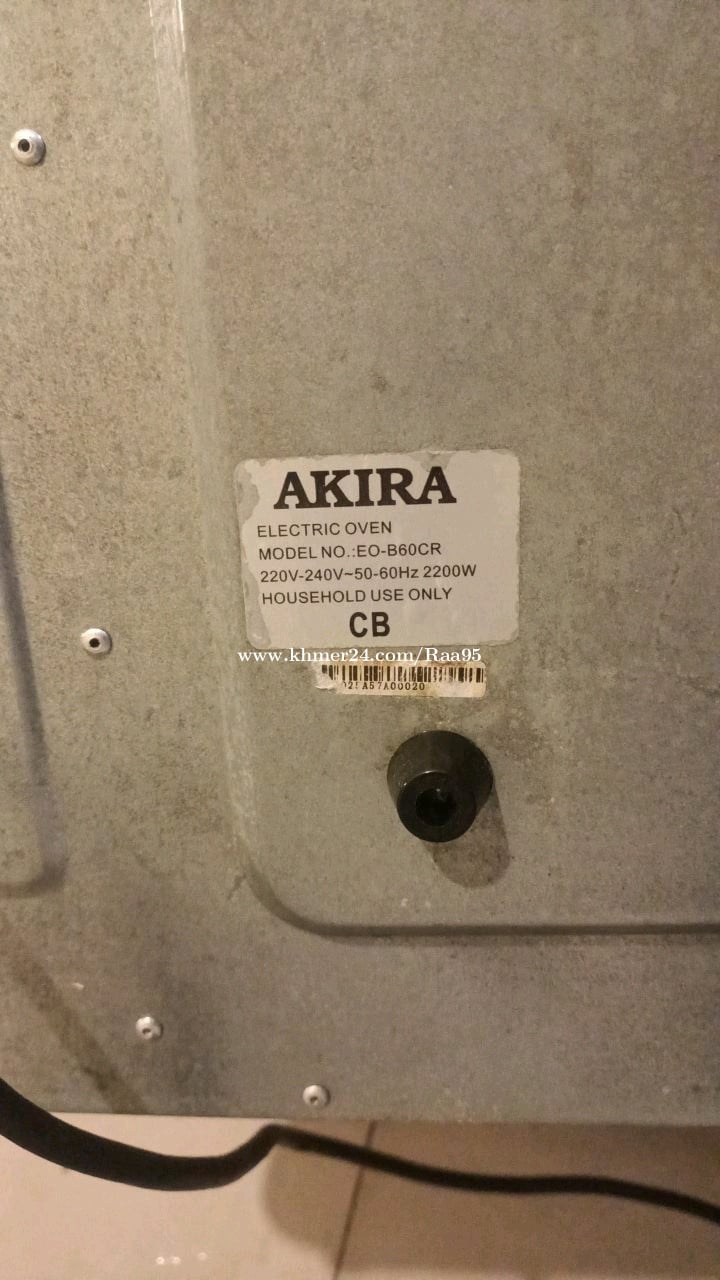 AKIRA
ELECTRIC OVEN
MODEL NO.:EO-B60CR
220V-240V~50-60Hz 2200W
HOUSEHOLD USE ONLY
CB
www.khmer24.com/Raa95